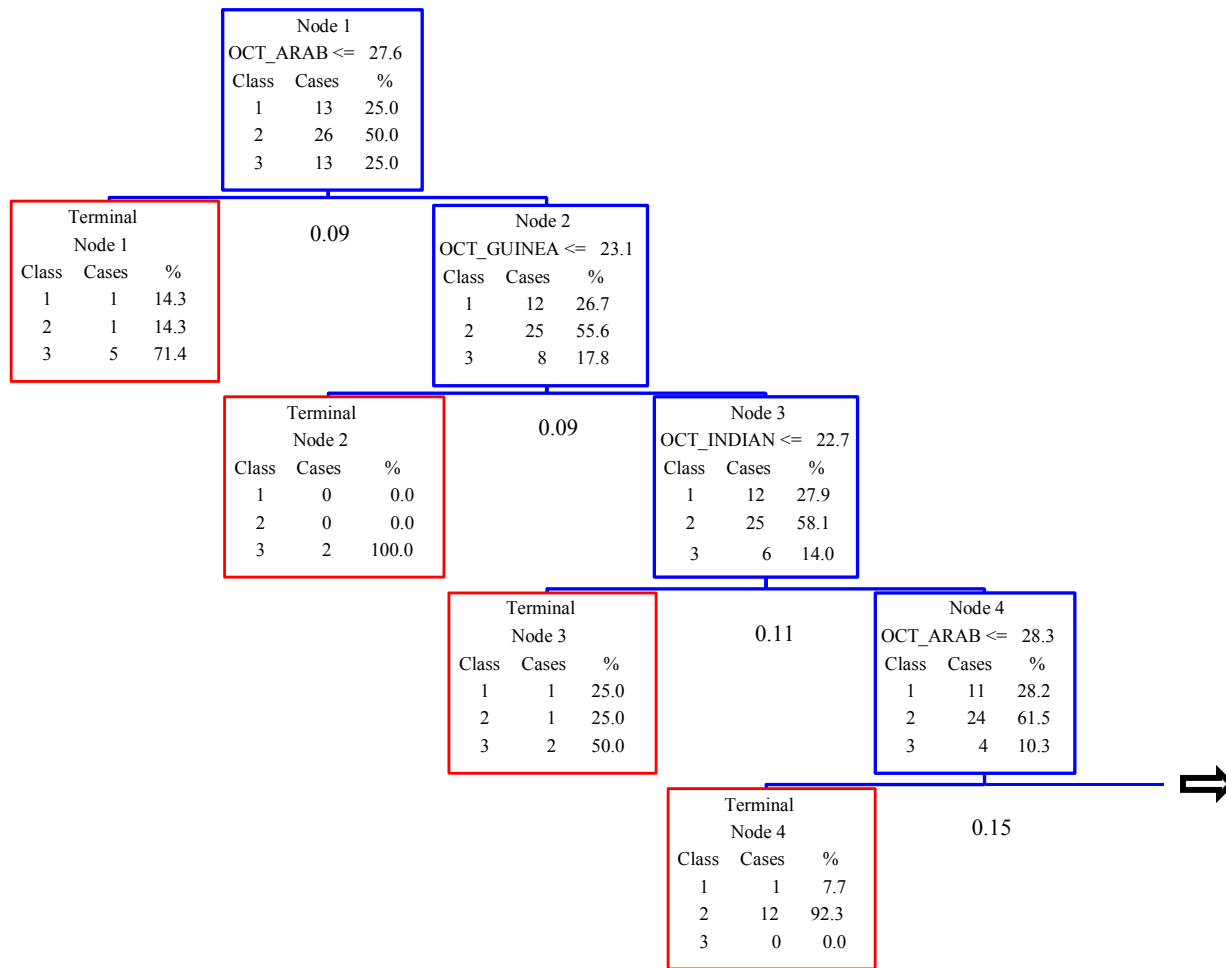 Node 1
OCT_ARAB <= 27.6
Class Cases %
1 13 25.0
2 26 50.0
3 13 25.0
Terminal
Node 1
Class Cases %
1 1 14.3
2 1 14.3
3 5 71.4
0.09
Node 2
OCT_GUINEA <= 23.1
Class Cases %
1 12 26.7
2 25 55.6
3 8 17.8
Terminal
Node 2
Class Cases %
1 0 0.0
2 0 0.0
3 2 100.0
0.09
Node 3
OCT_INDIAN <= 22.7
Class Cases %
1 12 27.9
2 25 58.1
3 6 14.0
Terminal
Node 3
Class Cases %
1 1 25.0
2 1 25.0
3 2 50.0
0.11
Node 4
OCT_ARAB <= 28.3
Class Cases %
1 11 28.2
2 24 61.5
3 4 10.3
Terminal
Node 4
Class Cases %
1 1 7.7
2 12 92.3
3 0 0.0
0.15